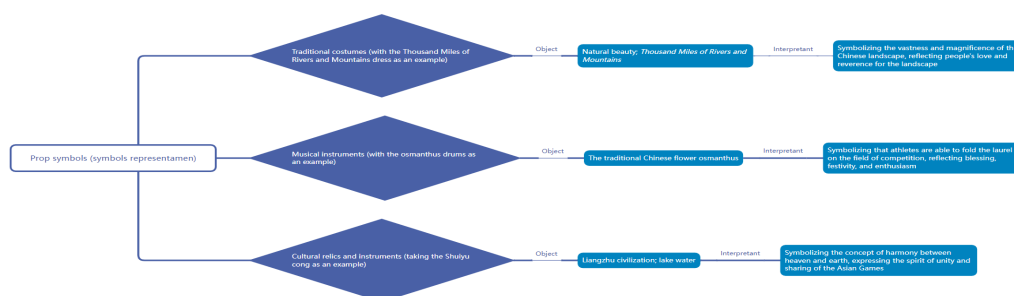 Traditional costumes (with the Thousand Miles of
Rivers and Mountains dress as an example)
Object
Natural beauty; Thousand Miles of Rivers and
Mountains
Interpretant
Symbolizing the vastness and magnificence of th
Chinese landscape, reflecting people's love and
reverence for the landscape
Prop symbols (symbols representamen)
Musical instruments (with the osmanthus drums as
an example)
Object
The traditional Chinese flower osmanthus
Interpretant
Symbolizing that athletes are able to fold the laurel
on the field of competition, reflecting blessing,
festivity, and enthusiasm
Cultural relics and instruments (taking the Shuiyu
cong as an example)
Object
Liangzhu civilization; lake water
Interpretant
Symbolizing the concept of harmony between
heaven and earth, expressing the spirit of unity and
sharing of the Asian Games